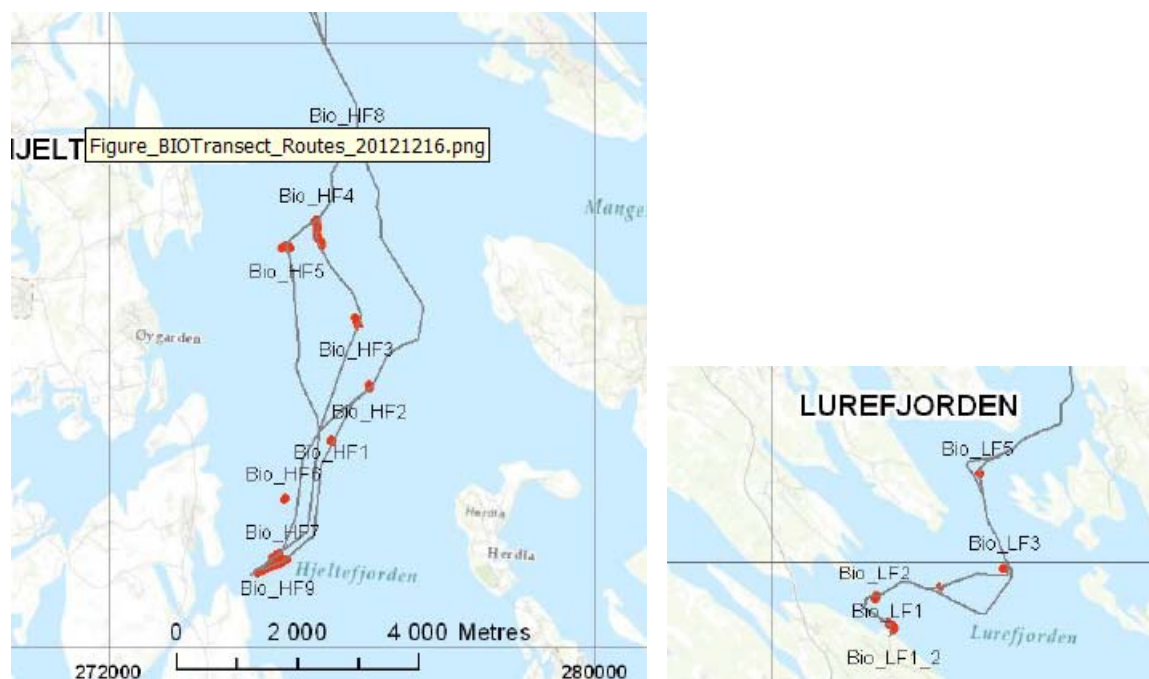 Bio_HF8
HJELT
Figure_BIOTransect_Routes_20121216.png
Bio_HF4
Mange
Bio_HF5
Øygarden
Bio_HF3
Bio_HF2
Bio_HF1
Bio_HF6
Herdla
Bio_HF7
Herdla
Hjeltefjorden
Bio_HF9
0 2 000 4 000 Metres
272000 280000
LUREFJORDEN
Bio_LF5
Bio_LF3
Bio_LF2
Bio_LF1
Lurefjorden
Bio_LF1_2